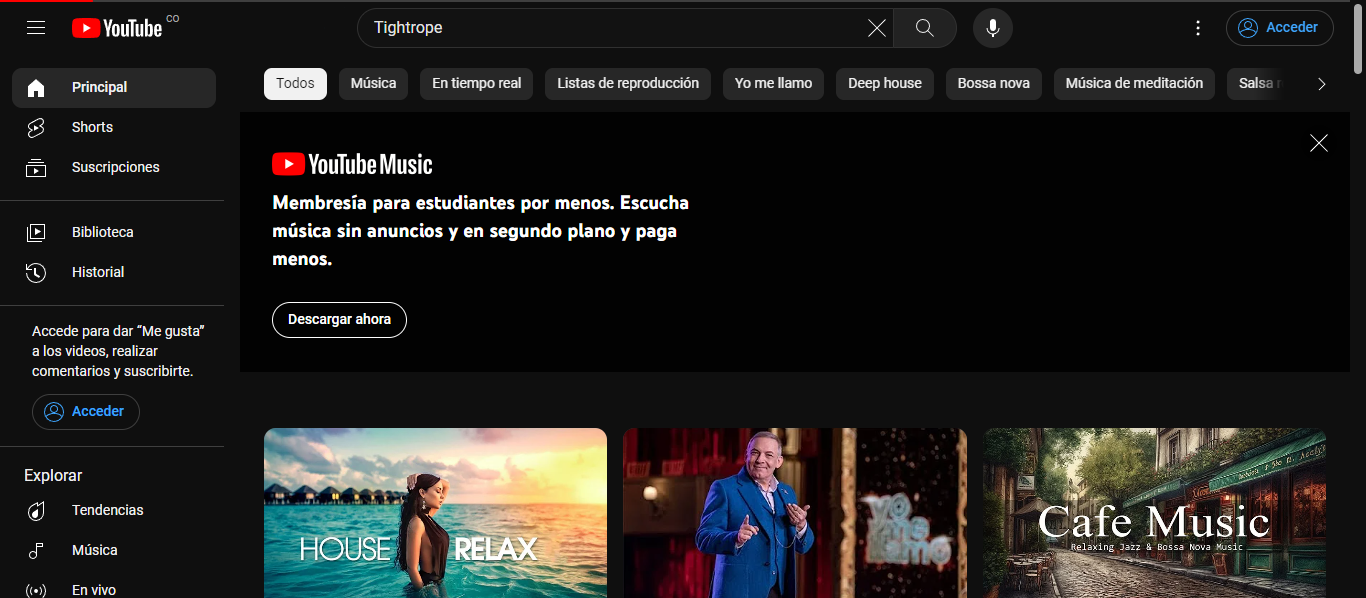 YouTube CO
Tightrope
Acceder
Principal
Shorts
Suscripciones
Biblioteca
Historial
Accede para dar “Me gusta”
a los videos, realizar
comentarios y suscribirte.
Acceder
Explorar
Tendencias
Música
En vivo
Todos
Música
En tiempo real
Listas de reproducción
Yo me llamo
Deep house
Bossa nova
Música de meditación
Salsa
YouTube Music
Membresía para estudiantes por menos. Escucha
música sin anuncios y en segundo plano y paga
menos.
Descargar ahora
HOUSE RELAX
yo
me
llamo
Cafe Music
Relaxing Jazz & Bossa Nova Music